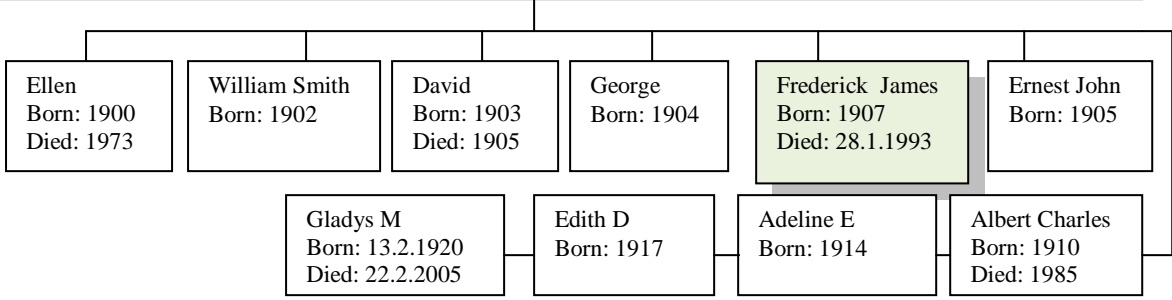 Ellen
Born: 1900
Died: 1973
William Smith
Born: 1902
David
Born: 1903
Died: 1905
George
Born: 1904
Frederick  James
Born: 1907
Died: 28.1.1993
Ernest John
Born: 1905
Gladys M
Born: 13.2.1920
Died: 22.2.2005
Edith D
Born: 1917
Adeline E
Born: 1914
Albert Charles
Born: 1910
Died: 1985